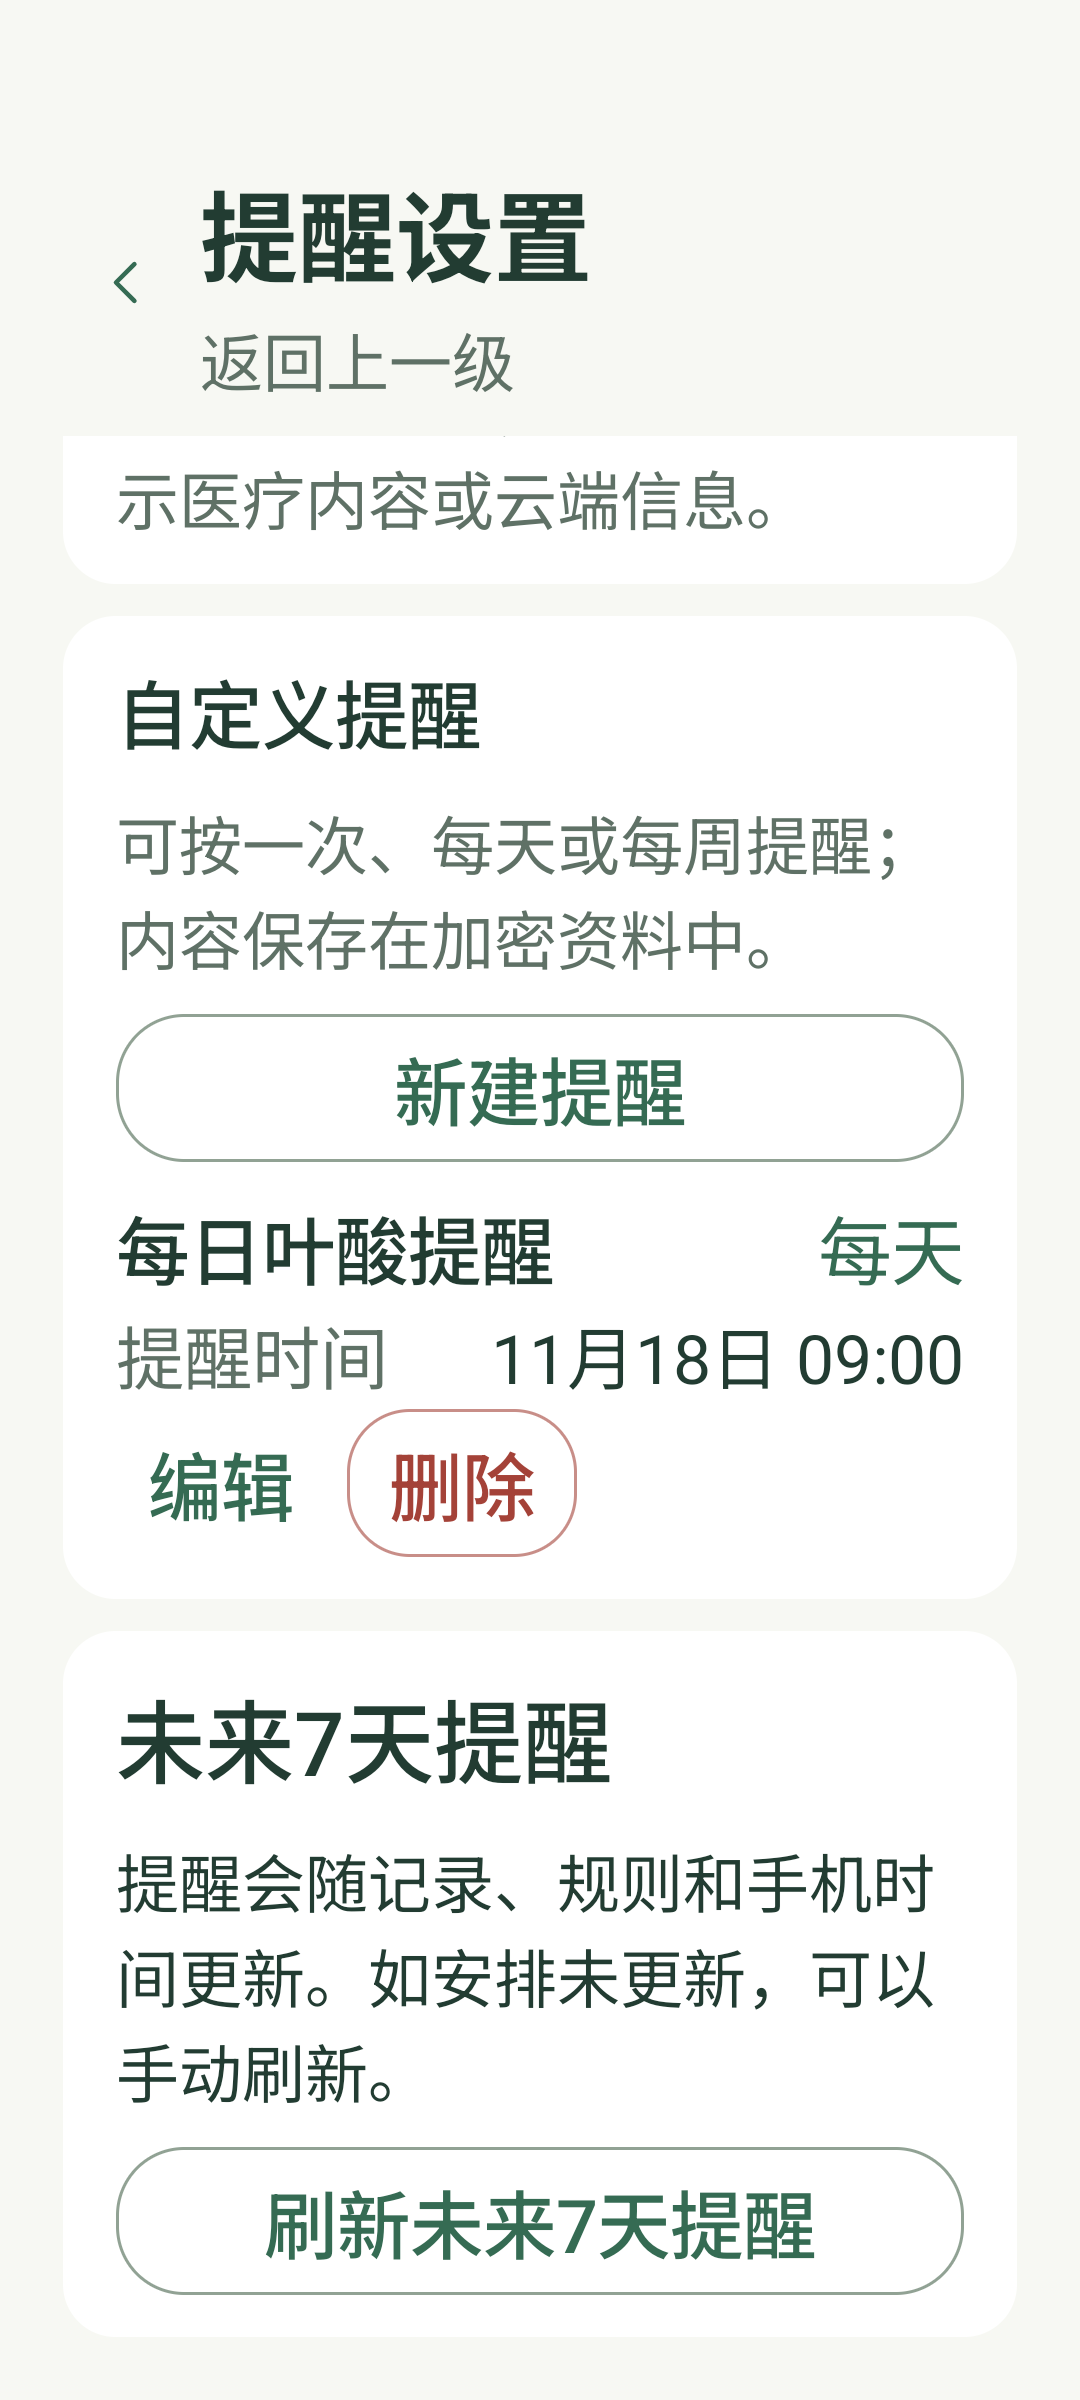 提醒设置
返回上一级
示医疗内容或云端信息。
自定义提醒
可按一次、每天或每周提醒；
内容保存在加密资料中。
新建提醒
每日叶酸提醒 每天
提醒时间 11月18日 09:00
编辑 删除
未来7天提醒
提醒会随记录、规则和手机时
间更新。如安排未更新，可以
手动刷新。
刷新未来7天提醒